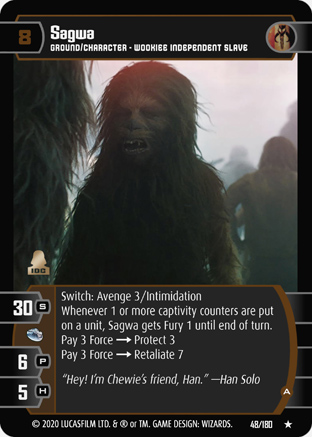 8
Sagwa
GROUND/CHARACTER - WOOKIEE INDEPENDENT SLAVE
IDC
30 S
6 P
5 H
Switch: Avenge 3/Intimidation
Whenever 1 or more captivity counters are put
on a unit, Sagwa gets Fury 1 until end of turn.
Pay 3 Force → Protect 3
Pay 3 Force → Retaliate 7
"Hey! I'm Chewie's friend, Han." —Han Solo
A
© 2020 LUCASFILM LTD. & ® or TM. GAME DESIGN: WIZARDS. 48/180 ★